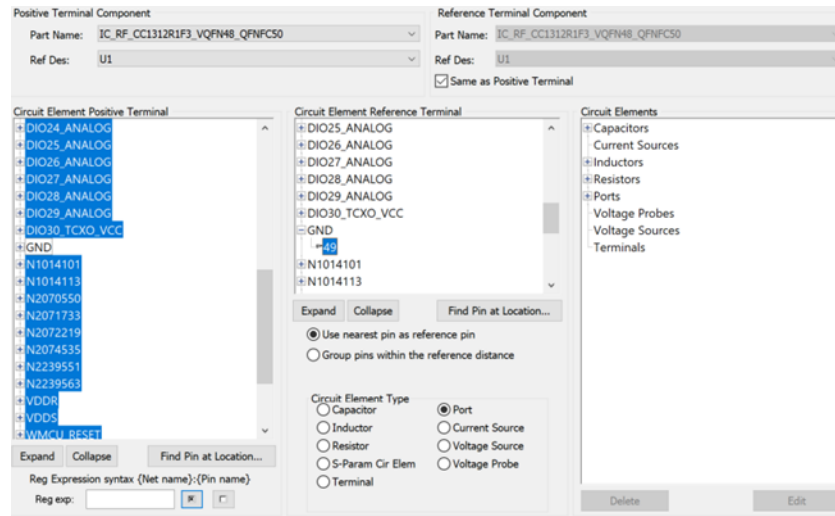 Positive Terminal Component
Part Name: IC_RF_CC1312R1F3_VQFN48_QFNFC50
Ref Des: U1
Reference Terminal Component
Part Name: IC_RF_CC1312R1F3_VQFN48_QFNFC50
Ref Des: U1
Same as Positive Terminal
Circuit Element Positive Terminal
DIO24_ANALOG
DIO25_ANALOG
DIO26_ANALOG
DIO27_ANALOG
DIO28_ANALOG
DIO29_ANALOG
DIO30_TCXO_VCC
GND
N1014101
N1014113
N2070550
N2071733
N2072219
N2074535
N2239551
N2239563
VDDR
VDDS
WMCU_RESET
Expand Collapse Find Pin at Location...
Reg Expression syntax {Net name}:{Pin name}
Reg exp:
Circuit Element Reference Terminal
DIO25_ANALOG
DIO26_ANALOG
DIO27_ANALOG
DIO28_ANALOG
DIO29_ANALOG
DIO30_TCXO_VCC
GND
49
N1014101
N1014113
Expand Collapse Find Pin at Location...
Use nearest pin as reference pin
Group pins within the reference distance
Circuit Element Type
Capacitor Port
Inductor Current Source
Resistor Voltage Source
S-Param Cir Elem Voltage Probe
Terminal
Circuit Elements
Capacitors
Current Sources
Inductors
Resistors
Ports
Voltage Probes
Voltage Sources
Terminals
Delete Edit